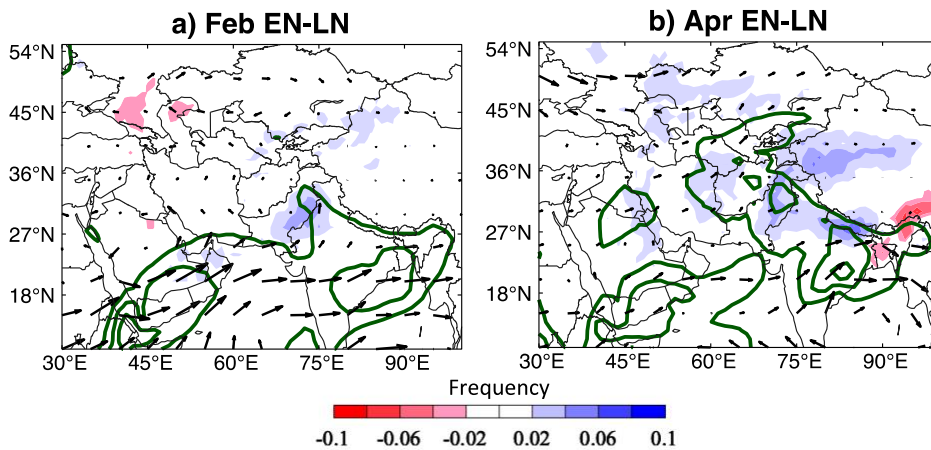 a) Feb EN-LN
b) Apr EN-LN
54°N
45°N
36°N
27°N
18°N
30°E
45°E
60°E
75°E
90°E
54°N
45°N
36°N
27°N
18°N
30°E
45°E
60°E
75°E
90°E
Frequency
-0.1
-0.06
-0.02
0.02
0.06
0.1